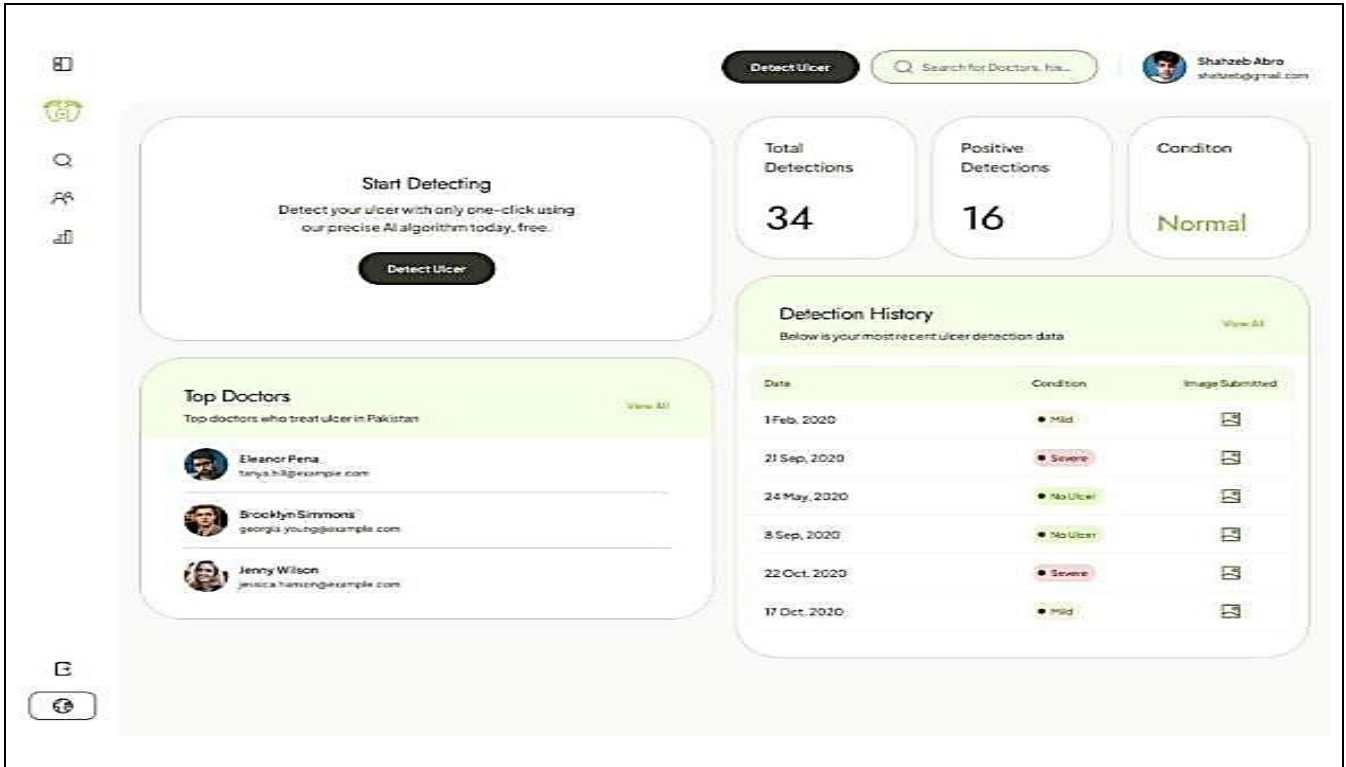 Detect Ulcer
Search for Doctors, his...
Shahzeb Abro
shahzeb@gmail.com
Start Detecting
Detect your ulcer with only one-click using
our precise AI algorithm today, free.
Detect Ulcer
Total
Detections
34
Positive
Detections
16
Conditon
Normal
Top Doctors
Top doctors who treat ulcer in Pakistan
View All
Eleanor Pena
tanya.hill@example.com
Brooklyn Simmons
georgia.young@example.com
Jenny Wilson
jessica.hanson@example.com
Detection History
Below is your most recent ulcer detection data
View All
Date Condition Image Submitted
1 Feb, 2020 Mild
21 Sep, 2020 Severe
24 May, 2020 No Ulcer
8 Sep, 2020 No Ulcer
22 Oct, 2020 Severe
17 Oct, 2020 Mild